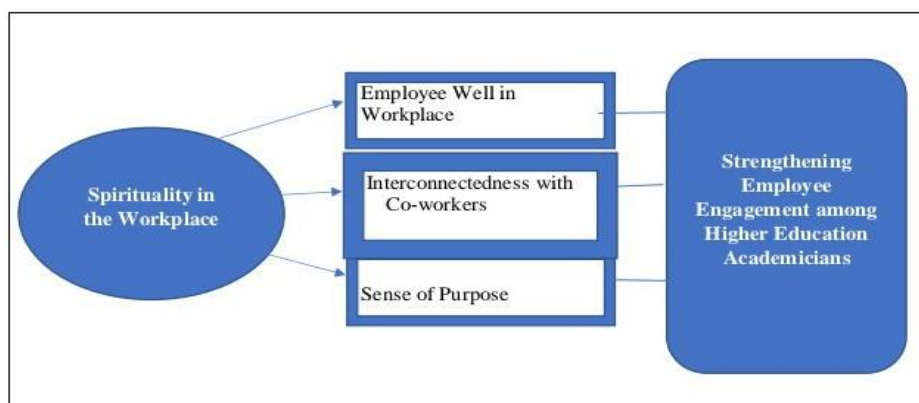 Spirituality in
the Workplace
Employee Well in
Workplace
Interconnectedness with
Co-workers
Sense of Purpose
Strengthening
Employee
Engagement among
Higher Education
Academicians